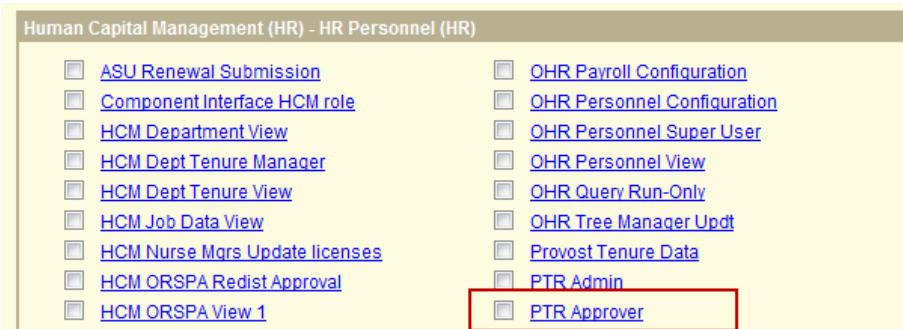 Human Capital Management (HR) - HR Personnel (HR)
ASU Renewal Submission
Component Interface HCM role
HCM Department View
HCM Dept Tenure Manager
HCM Dept Tenure View
HCM Job Data View
HCM Nurse Mgrs Update licenses
HCM ORSPA Redist Approval
HCM ORSPA View 1
OHR Payroll Configuration
OHR Personnel Configuration
OHR Personnel Super User
OHR Personnel View
OHR Query Run-Only
OHR Tree Manager Updt
Provost Tenure Data
PTR Admin
PTR Approver